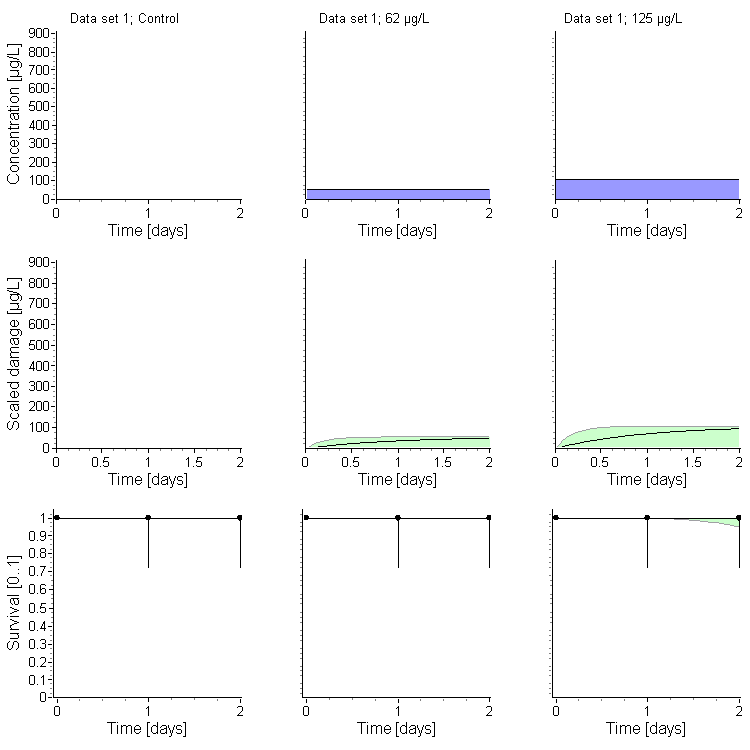 Data set 1; Control
Data set 1; 62 µg/L
Data set 1; 125 µg/L
Concentration [µg/L]
900
800
700
600
500
400
300
200
100
0
0 1 2
0 1 2
0 1 2
Time [days]
Time [days]
Time [days]
Scaled damage [µg/L]
900
800
700
600
500
400
300
200
100
0
0 0.5 1 1.5 2
0 0.5 1 1.5 2
0 0.5 1 1.5 2
Time [days]
Time [days]
Time [days]
Survival [0..1]
1
0.9
0.8
0.7
0.6
0.5
0.4
0.3
0.2
0.1
0
0 1 2
0 1 2
0 1 2
Time [days]
Time [days]
Time [days]